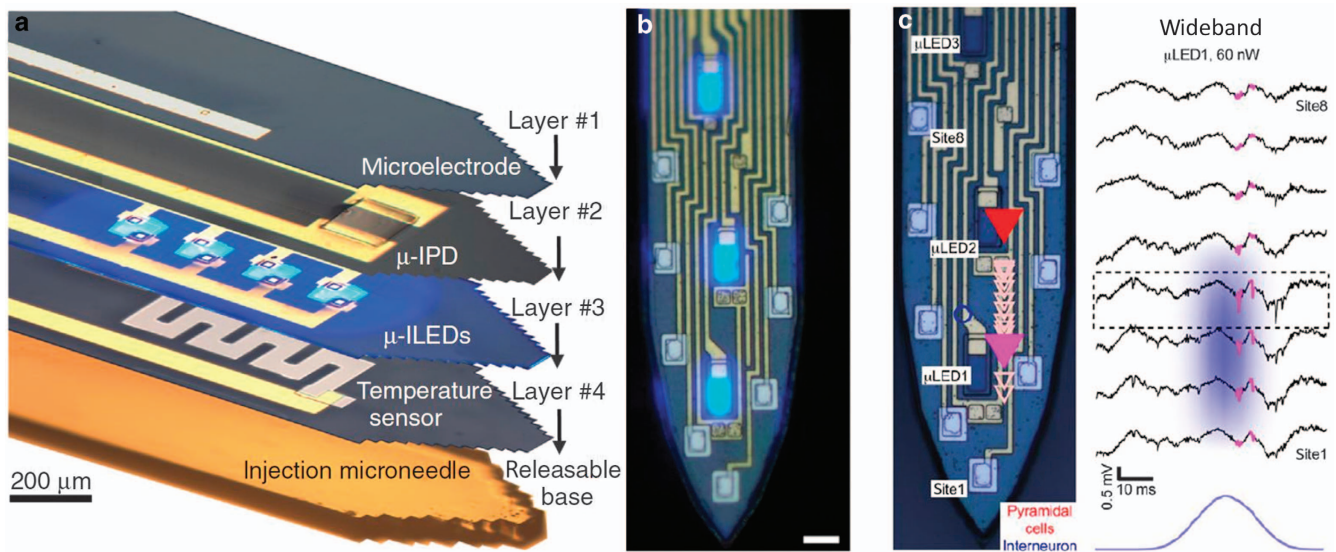 a
Layer #1
Microelectrode
Layer #2
μ-IPD
Layer #3
μ-ILEDs
Layer #4
Temperature
sensor
Injection microneedle
Releasable
base
200 μm
b
c
μLED3
Site8
μLED2
μLED1
Site1
Pyramidal
cells
Interneuron
Wideband
μLED1, 60 nW
Site8
Site1
0.5 mV
10 ms